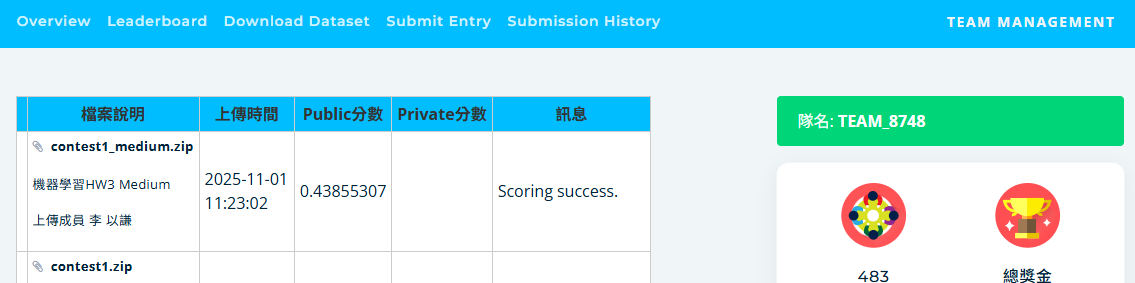 Overview Leaderboard Download Dataset Submit Entry Submission History TEAM MANAGEMENT
檔案說明 上傳時間 Public分數 Private分數 訊息
contest1_medium.zip
機器學習HW3 Medium
上傳成員 李 以謙
2025-11-01
11:23:02
0.43855307
Scoring success.
contest1.zip
隊名: TEAM_8748
483
總獎金